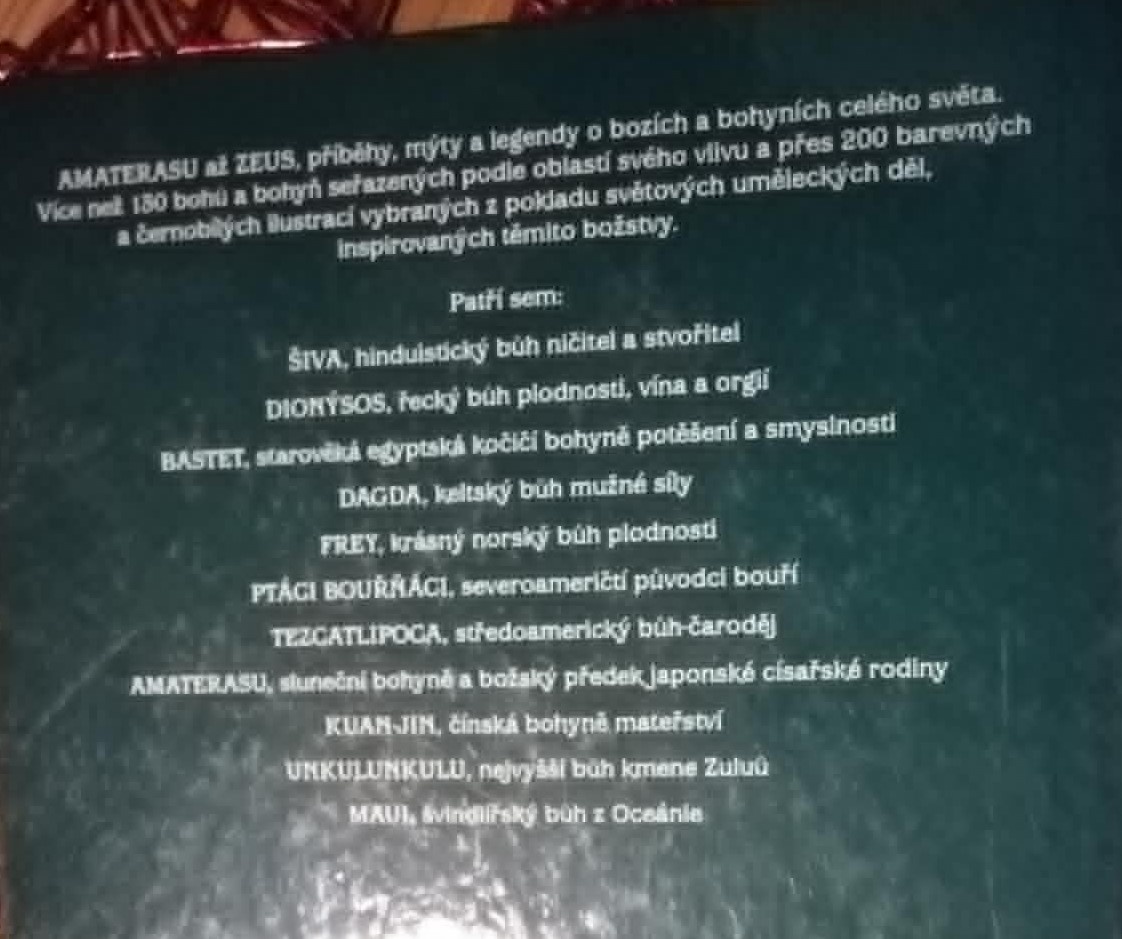 AMATERASU až ZEUS, příběhy, mýty a legendy o bozích a bohyních celého světa.
Více než 130 bohů a bohyň seřazených podle oblastí svého vlivu a přes 200 barevných
a černobílých ilustrací vybraných z pokladu světových uměleckých děl,
inspirovaných těmito božstvy.
Patří sem:
ŠIVA, hinduistický bůh ničitel a stvořitel
DIONÝSOS, řecký bůh plodnosti, vína a orgií
BASTET, starověká egyptská kočičí bohyně potěšení a smyslnosti
DAGDA, keltský bůh mužné síly
FREY, krásný norský bůh plodnosti
PTÁCI BOUŘŇÁCI, severoameričtí původci bouří
TEZCATLIPOCA, středoamerický bůh-čaroděj
AMATERASU, sluneční bohyně a božský předek japonské císařské rodiny
KUAN-JIN, čínská bohyně mateřství
UNKULUNKULU, nejvyšší bůh kmene Zuluů
MAUI, švindlířský bůh z Oceánie